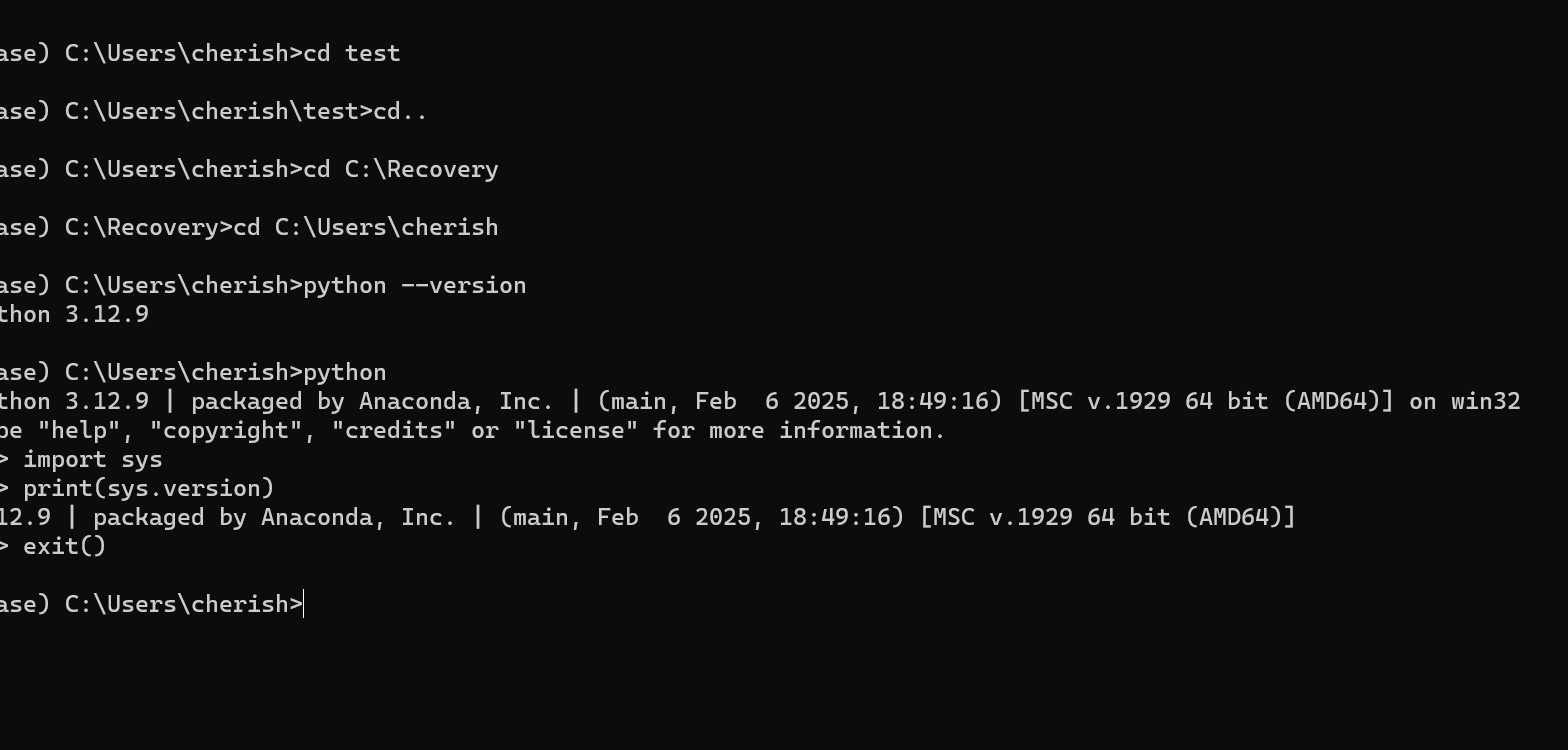 ase) C:\Users\cherish>cd test
ase) C:\Users\cherish\test>cd..
ase) C:\Users\cherish>cd C:\Recovery
ase) C:\Recovery>cd C:\Users\cherish
ase) C:\Users\cherish>python --version
thon 3.12.9
ase) C:\Users\cherish>python
thon 3.12.9 | packaged by Anaconda, Inc. | (main, Feb  6 2025, 18:49:16) [MSC v.1929 64 bit (AMD64)] on win32
pe "help", "copyright", "credits" or "license" for more information.
> import sys
> print(sys.version)
12.9 | packaged by Anaconda, Inc. | (main, Feb  6 2025, 18:49:16) [MSC v.1929 64 bit (AMD64)]
> exit()
ase) C:\Users\cherish>